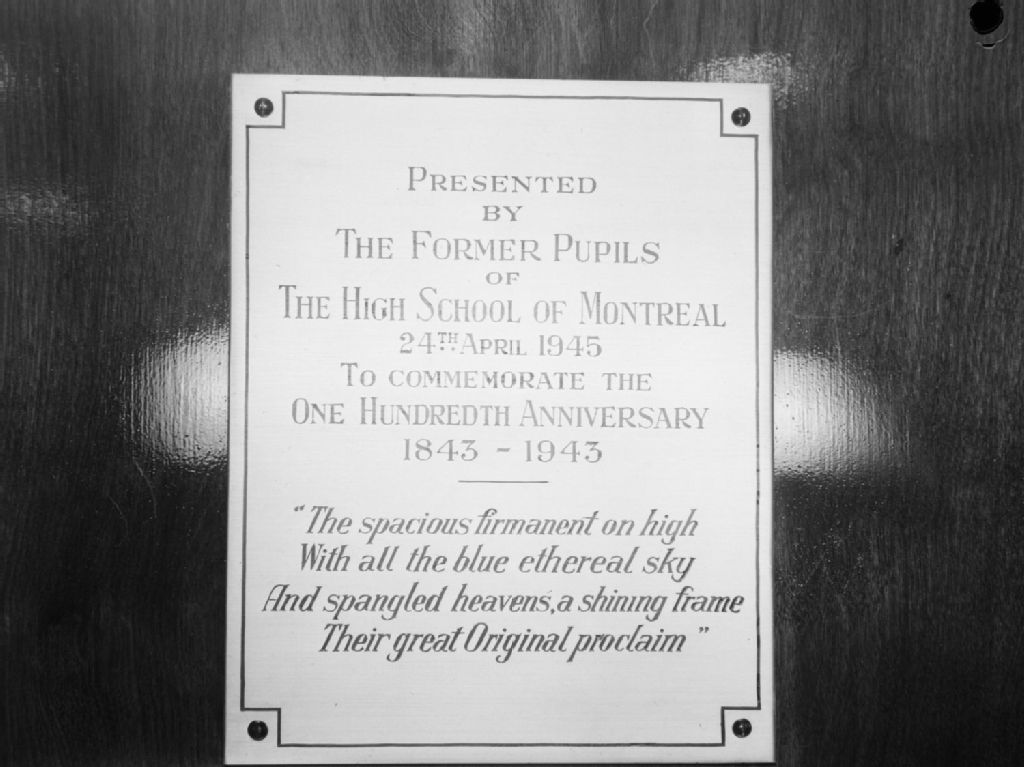 PRESENTED
BY
THE FORMER PUPILS
OF
THE HIGH SCHOOL OF MONTREAL
24TH APRIL 1945
TO COMMEMORATE THE
ONE HUNDREDTH ANNIVERSARY
1843 - 1943
"The spacious firmanent on high
With all the blue ethereal sky
And spangled heavens, a shining frame
Their great Original proclaim"